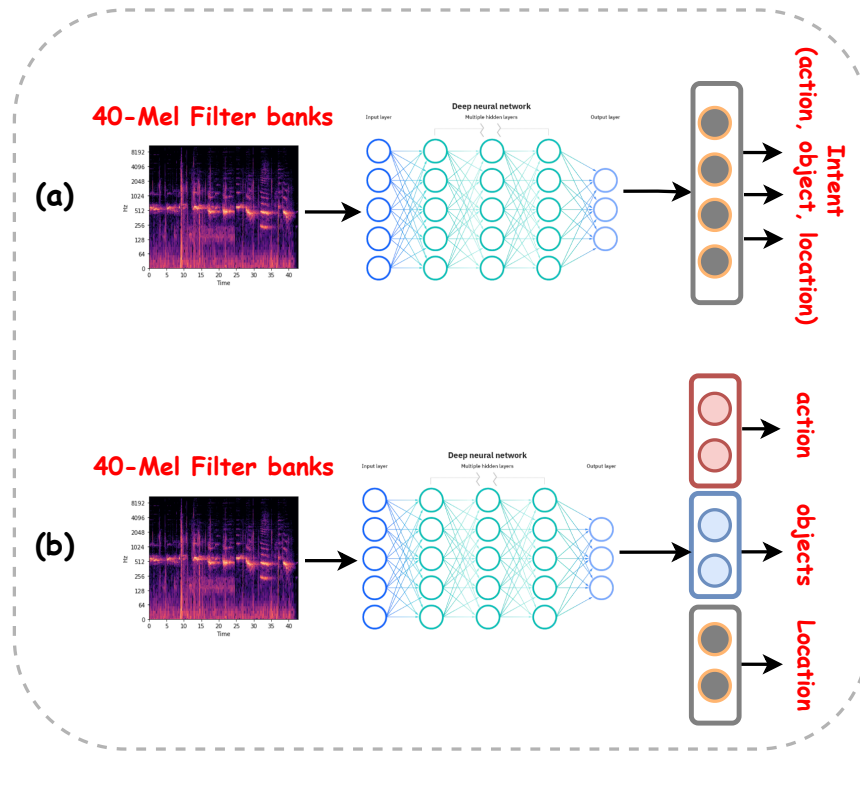 40-Mel Filter banks
Deep neural network
Input layer
Multiple hidden layers
Output layer
(a)
8192
4096
2048
1024
512
256
128
64
0
Hz
0 5 10 15 20 25 30 35 40
Time
Intent
(action, object, location)
40-Mel Filter banks
Deep neural network
Input layer
Multiple hidden layers
Output layer
(b)
8192
4096
2048
1024
512
256
128
64
0
Hz
0 5 10 15 20 25 30 35 40
Time
action
objects
Location